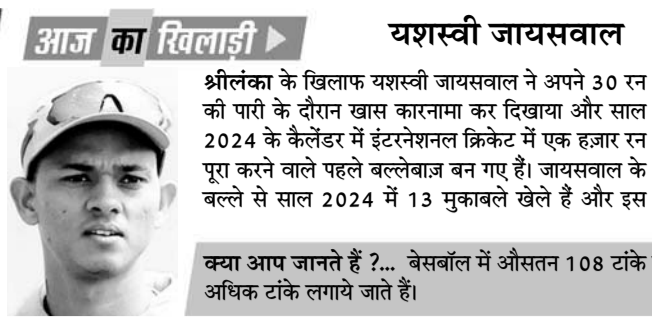 आज का खिलाड़ी
यशस्वी जायसवाल
श्रीलंका के खिलाफ यशस्वी जायसवाल ने अपने 30 रन
की पारी के दौरान खास कारनामा कर दिखाया और साल
2024 के कैलेंडर में इंटरनेशनल क्रिकेट में एक हज़ार रन
पूरा करने वाले पहले बल्लेबाज़ बन गए हैं। जायसवाल के
बल्ले से साल 2024 में 13 मुकाबले खेले हैं और इस
क्या आप जानते हैं ?... बेसबॉल में औसतन 108 टांके
अधिक टांके लगाये जाते हैं।